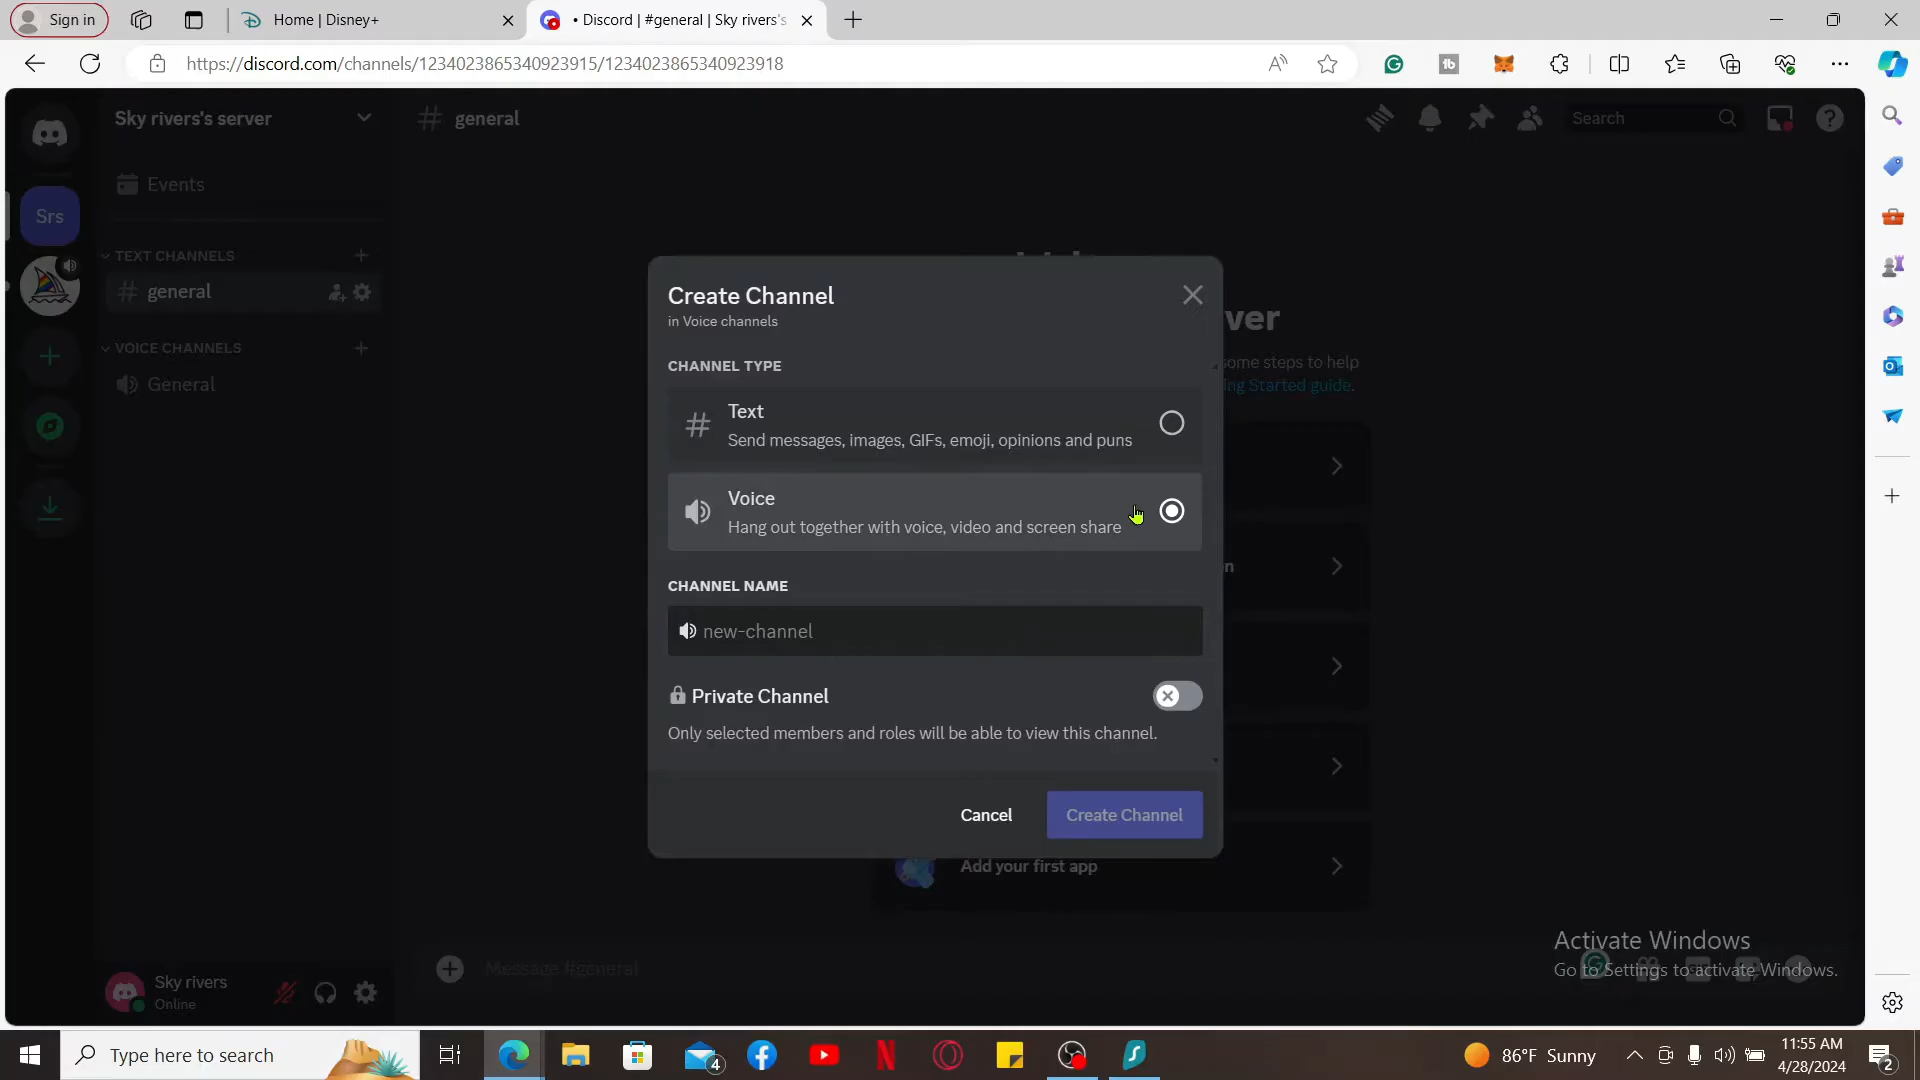 Sign in
Home | Disney+
• Discord | #general | Sky rivers's
https://discord.com/channels/1234023865340923915/1234023865340923918
Sky rivers's server
general
Search
Events
Srs
TEXT CHANNELS
general
VOICE CHANNELS
General
Create Channel
in Voice channels
ver
some steps to help
ing Started guide.
CHANNEL TYPE
Text
Send messages, images, GIFs, emoji, opinions and puns
Voice
Hang out together with voice, video and screen share
n
CHANNEL NAME
new-channel
Private Channel
Only selected members and roles will be able to view this channel.
Cancel
Create Channel
Add your first app
Activate Windows
Go to Settings to activate Windows.
Message #general
Sky rivers
Online
Type here to search
4
86°F Sunny
11:55 AM
4/28/2024
2